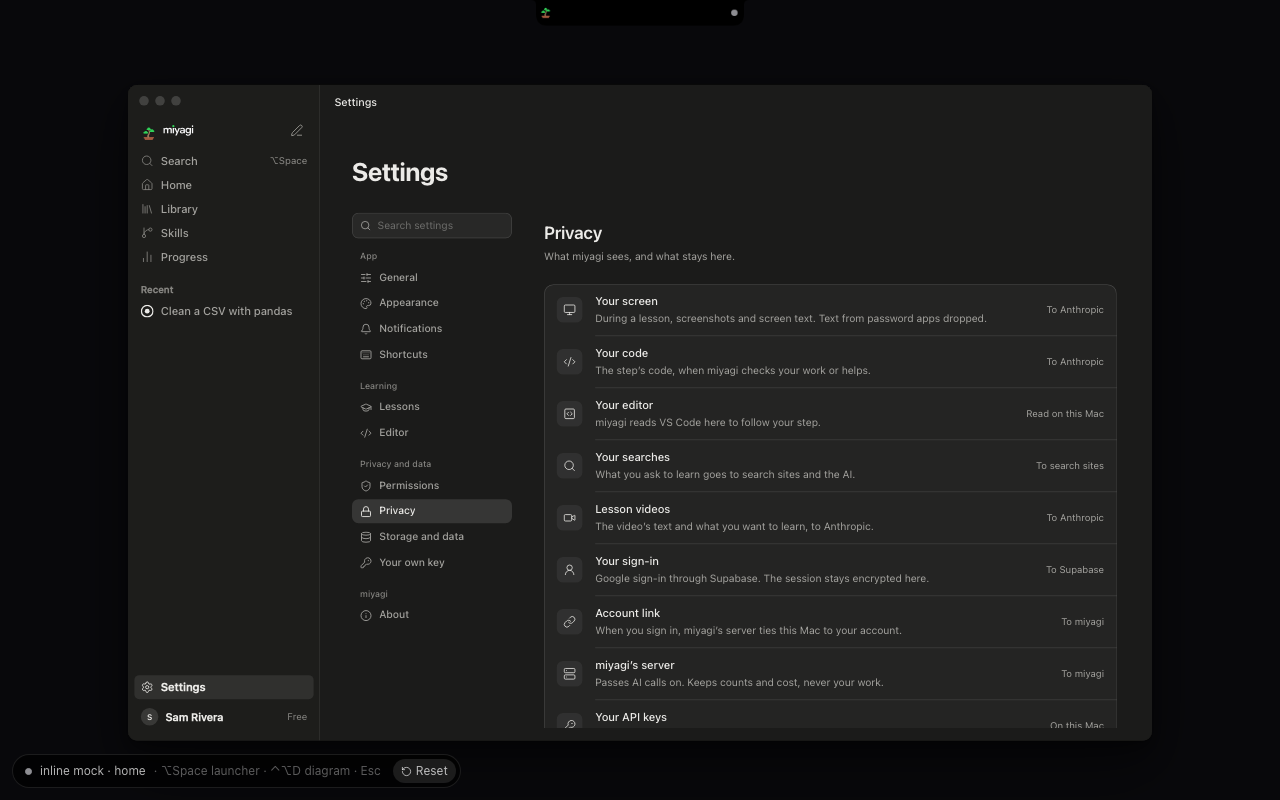 Settings
miyagi
Search ⌥Space
Home
Library
Skills
Progress
Recent
Clean a CSV with pandas
Settings
Sam Rivera Free
S
Settings
Search settings
App
General
Appearance
Notifications
Shortcuts
Learning
Lessons
Editor
Privacy and data
Permissions
Privacy
Storage and data
Your own key
miyagi
About
Privacy
What miyagi sees, and what stays here.
Your screen
During a lesson, screenshots and screen text. Text from password apps dropped.
To Anthropic
Your code
The step's code, when miyagi checks your work or helps.
To Anthropic
Your editor
miyagi reads VS Code here to follow your step.
Read on this Mac
Your searches
What you ask to learn goes to search sites and the AI.
To search sites
Lesson videos
The video's text and what you want to learn, to Anthropic.
To Anthropic
Your sign-in
Google sign-in through Supabase. The session stays encrypted here.
To Supabase
Account link
When you sign in, miyagi's server ties this Mac to your account.
To miyagi
miyagi's server
Passes AI calls on. Keeps counts and cost, never your work.
To miyagi
Your API keys
On this Mac
inline mock · home · ⌥Space launcher · ^⌥D diagram · Esc Reset